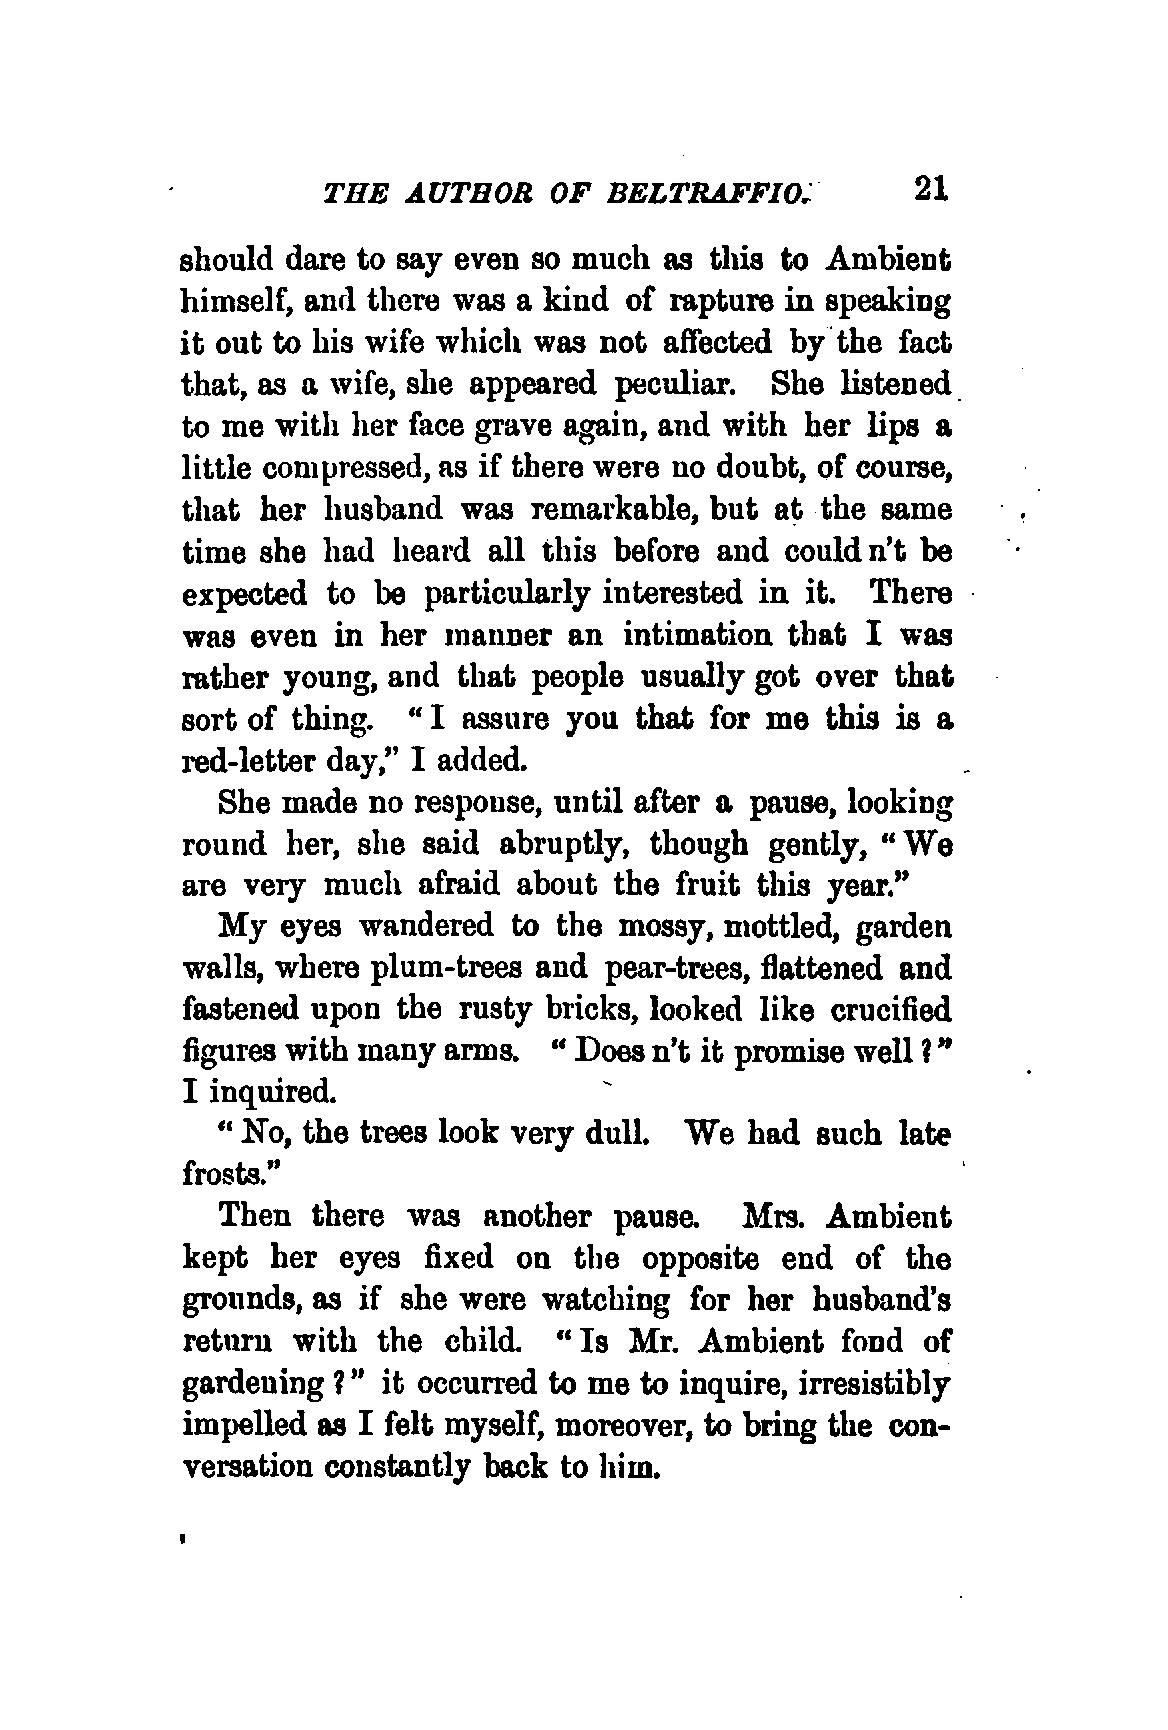 THE AUTHOR OF BELTRAFFIO. 21
should dare to say even so much as this to Ambient
himself, and there was a kind of rapture in speaking
it out to his wife which was not affected by the fact
that, as a wife, she appeared peculiar. She listened
to me with her face grave again, and with her lips a
little compressed, as if there were no doubt, of course,
that her husband was remarkable, but at the same
time she had heard all this before and could n't be
expected to be particularly interested in it. There
was even in her manner an intimation that I was
rather young, and that people usually got over that
sort of thing. "I assure you that for me this is a
red-letter day," I added.
She made no response, until after a pause, looking
round her, she said abruptly, though gently, "We
are very much afraid about the fruit this year."
My eyes wandered to the mossy, mottled, garden
walls, where plum-trees and pear-trees, flattened and
fastened upon the rusty bricks, looked like crucified
figures with many arms. "Does n't it promise well?"
I inquired.
"No, the trees look very dull. We had such late
frosts."
Then there was another pause. Mrs. Ambient
kept her eyes fixed on the opposite end of the
grounds, as if she were watching for her husband's
return with the child. "Is Mr. Ambient fond of
gardening?" it occurred to me to inquire, irresistibly
impelled as I felt myself, moreover, to bring the con-
versation constantly back to him.